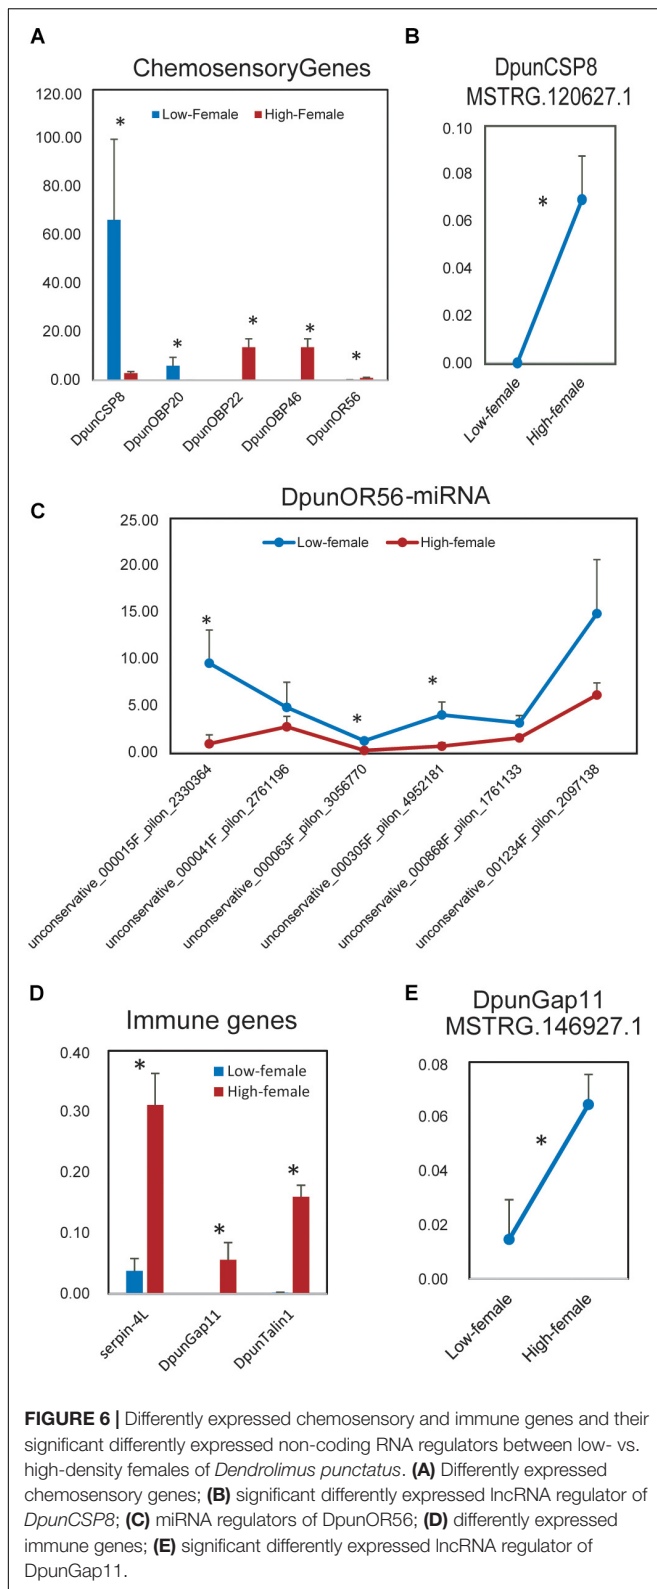 A
ChemosensoryGenes
120.00
100.00
80.00
60.00
40.00
20.00
0.00
Low-Female
High-Female
*
*
*
*
*
DpunCSP8
DpunOBP20
DpunOBP22
DpunOBP46
DpunOR56
B
DpunCSP8
MSTRG.120627.1
0.10
0.08
0.06
0.04
0.02
0.00
*
Low-female
High-female
C
DpunOR56-miRNA
25.00
20.00
15.00
10.00
5.00
0.00
Low-female
High-female
*
*
*
unconservative_000015F_pilon_2330364
unconservative_000041F_pilon_2761196
unconservative_000063F_pilon_3056770
unconservative_000305F_pilon_4952181
unconservative_000868F_pilon_1761133
unconservative_001234F_pilon_2097138
D
Immune genes
0.40
0.30
0.20
0.10
0.00
Low-female
High-female
*
*
*
serpin-4L
DpunGap11
DpunTalin1
E
DpunGap11
MSTRG.146927.1
0.08
0.06
0.04
0.02
0.00
*
Low-female
High-female
FIGURE 6 | Differently expressed chemosensory and immune genes and their
significant differently expressed non-coding RNA regulators between low- vs.
high-density females of Dendrolimus punctatus. (A) Differently expressed
chemosensory genes; (B) significant differently expressed lncRNA regulator of
DpunCSP8; (C) miRNA regulators of DpunOR56; (D) differently expressed
immune genes; (E) significant differently expressed lncRNA regulator of
DpunGap11.